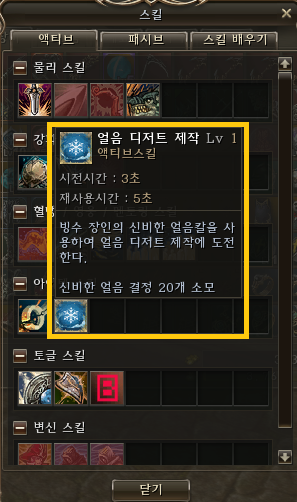 스킬
액티브
패시브
스킬 배우기
물리 스킬
얼음 디저트 제작 Lv 1
액티브스킬
시전시간 : 3초
재사용시간 : 5초
빙수 장인의 신비한 얼음칼을 사
용하여 얼음 디저트 제작에 도전
한다.
신비한 얼음 결정 20개 소모
토글 스킬
변신 스킬
닫기